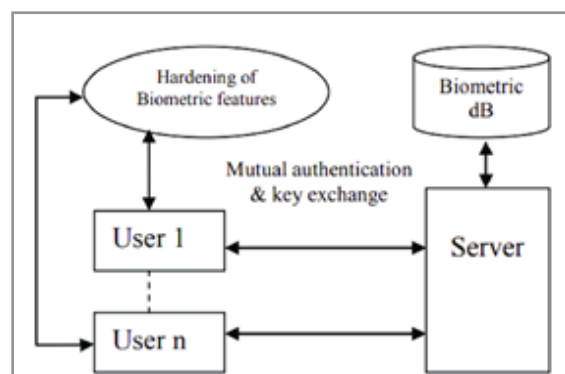 Hardening of
Biometric features
Biometric
dB
Mutual authentication
& key exchange
User 1
Server
User n